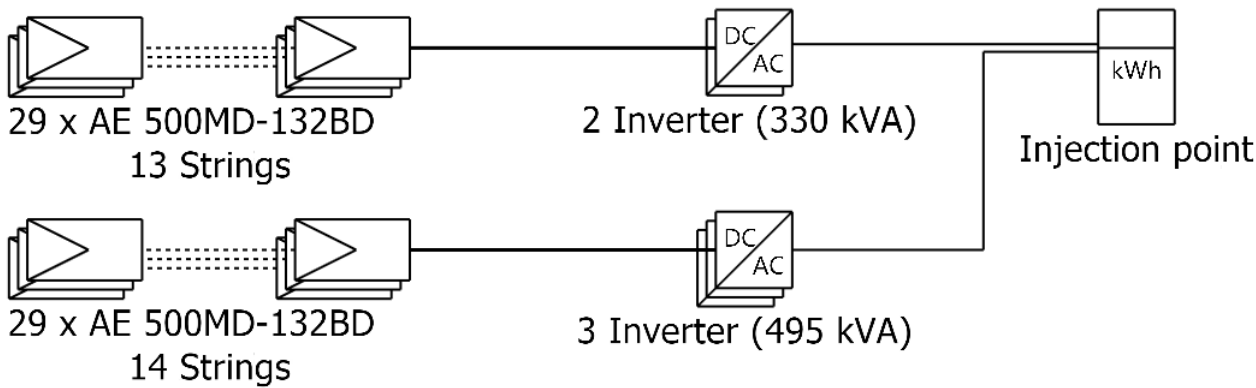 DC
AC
kWh
29 x AE 500MD-132BD
13 Strings
2 Inverter (330 kVA)
Injection point
DC
AC
29 x AE 500MD-132BD
14 Strings
3 Inverter (495 kVA)